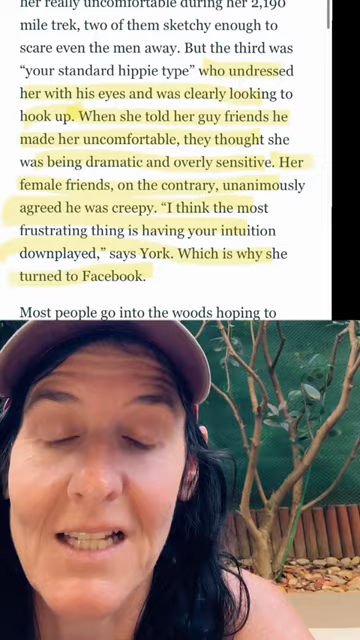 her really uncomfortable during her 2,190
mile trek, two of them sketchy enough to
scare even the men away. But the third was
“your standard hippie type” who undressed
her with his eyes and was clearly looking to
hook up. When she told her guy friends he
made her uncomfortable, they thought she
was being dramatic and overly sensitive. Her
female friends, on the contrary, unanimously
agreed he was creepy. “I think the most
frustrating thing is having your intuition
downplayed,” says York. Which is why she
turned to Facebook.
Most people go into the woods hoping to